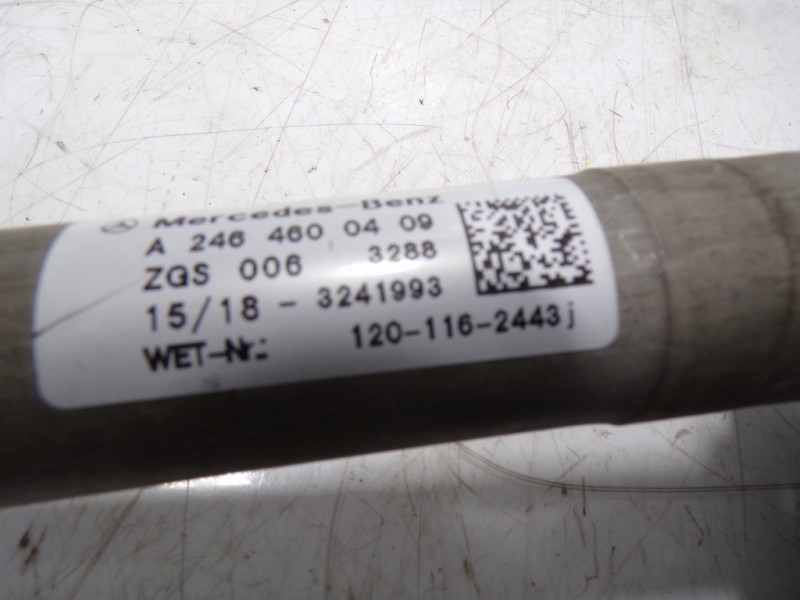 Mercedes-Benz
A 246 460 04 09
ZGS 006 3288
15/18 - 3241993
WET-Nr.: 120-116-2443j